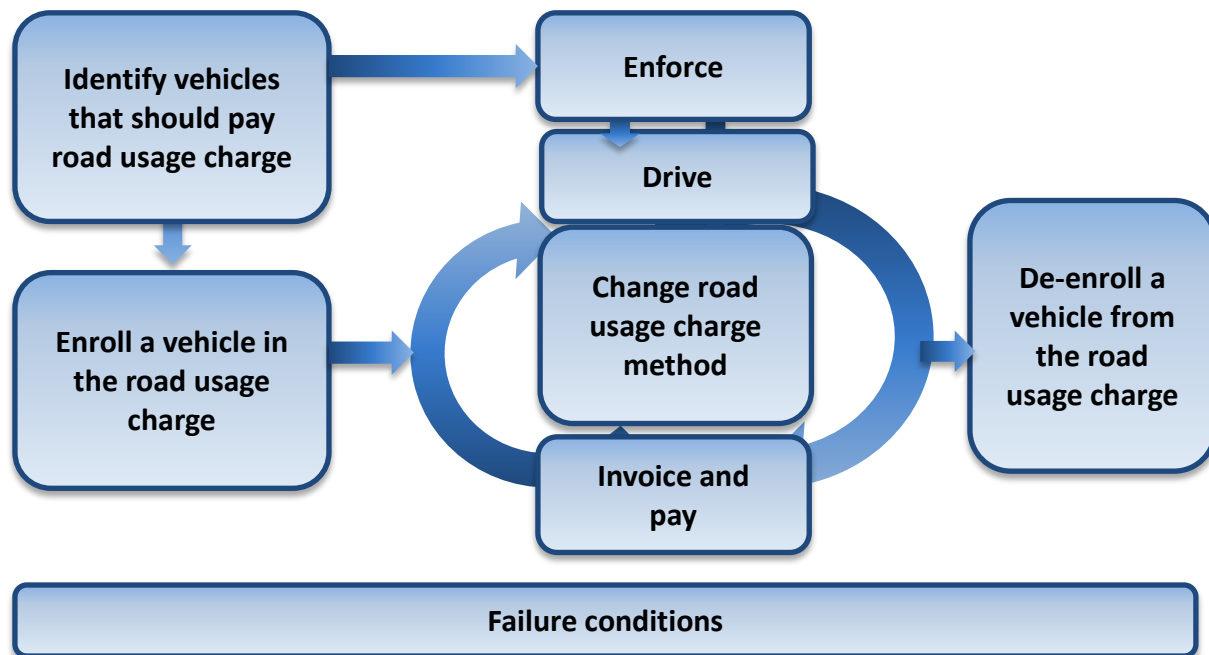 Identify vehicles
that should pay
road usage charge
Enforce
Drive
Enroll a vehicle in
the road usage
charge
Change road
usage charge
method
De-enroll a
vehicle from
the road
usage charge
Invoice and
pay
Failure conditions